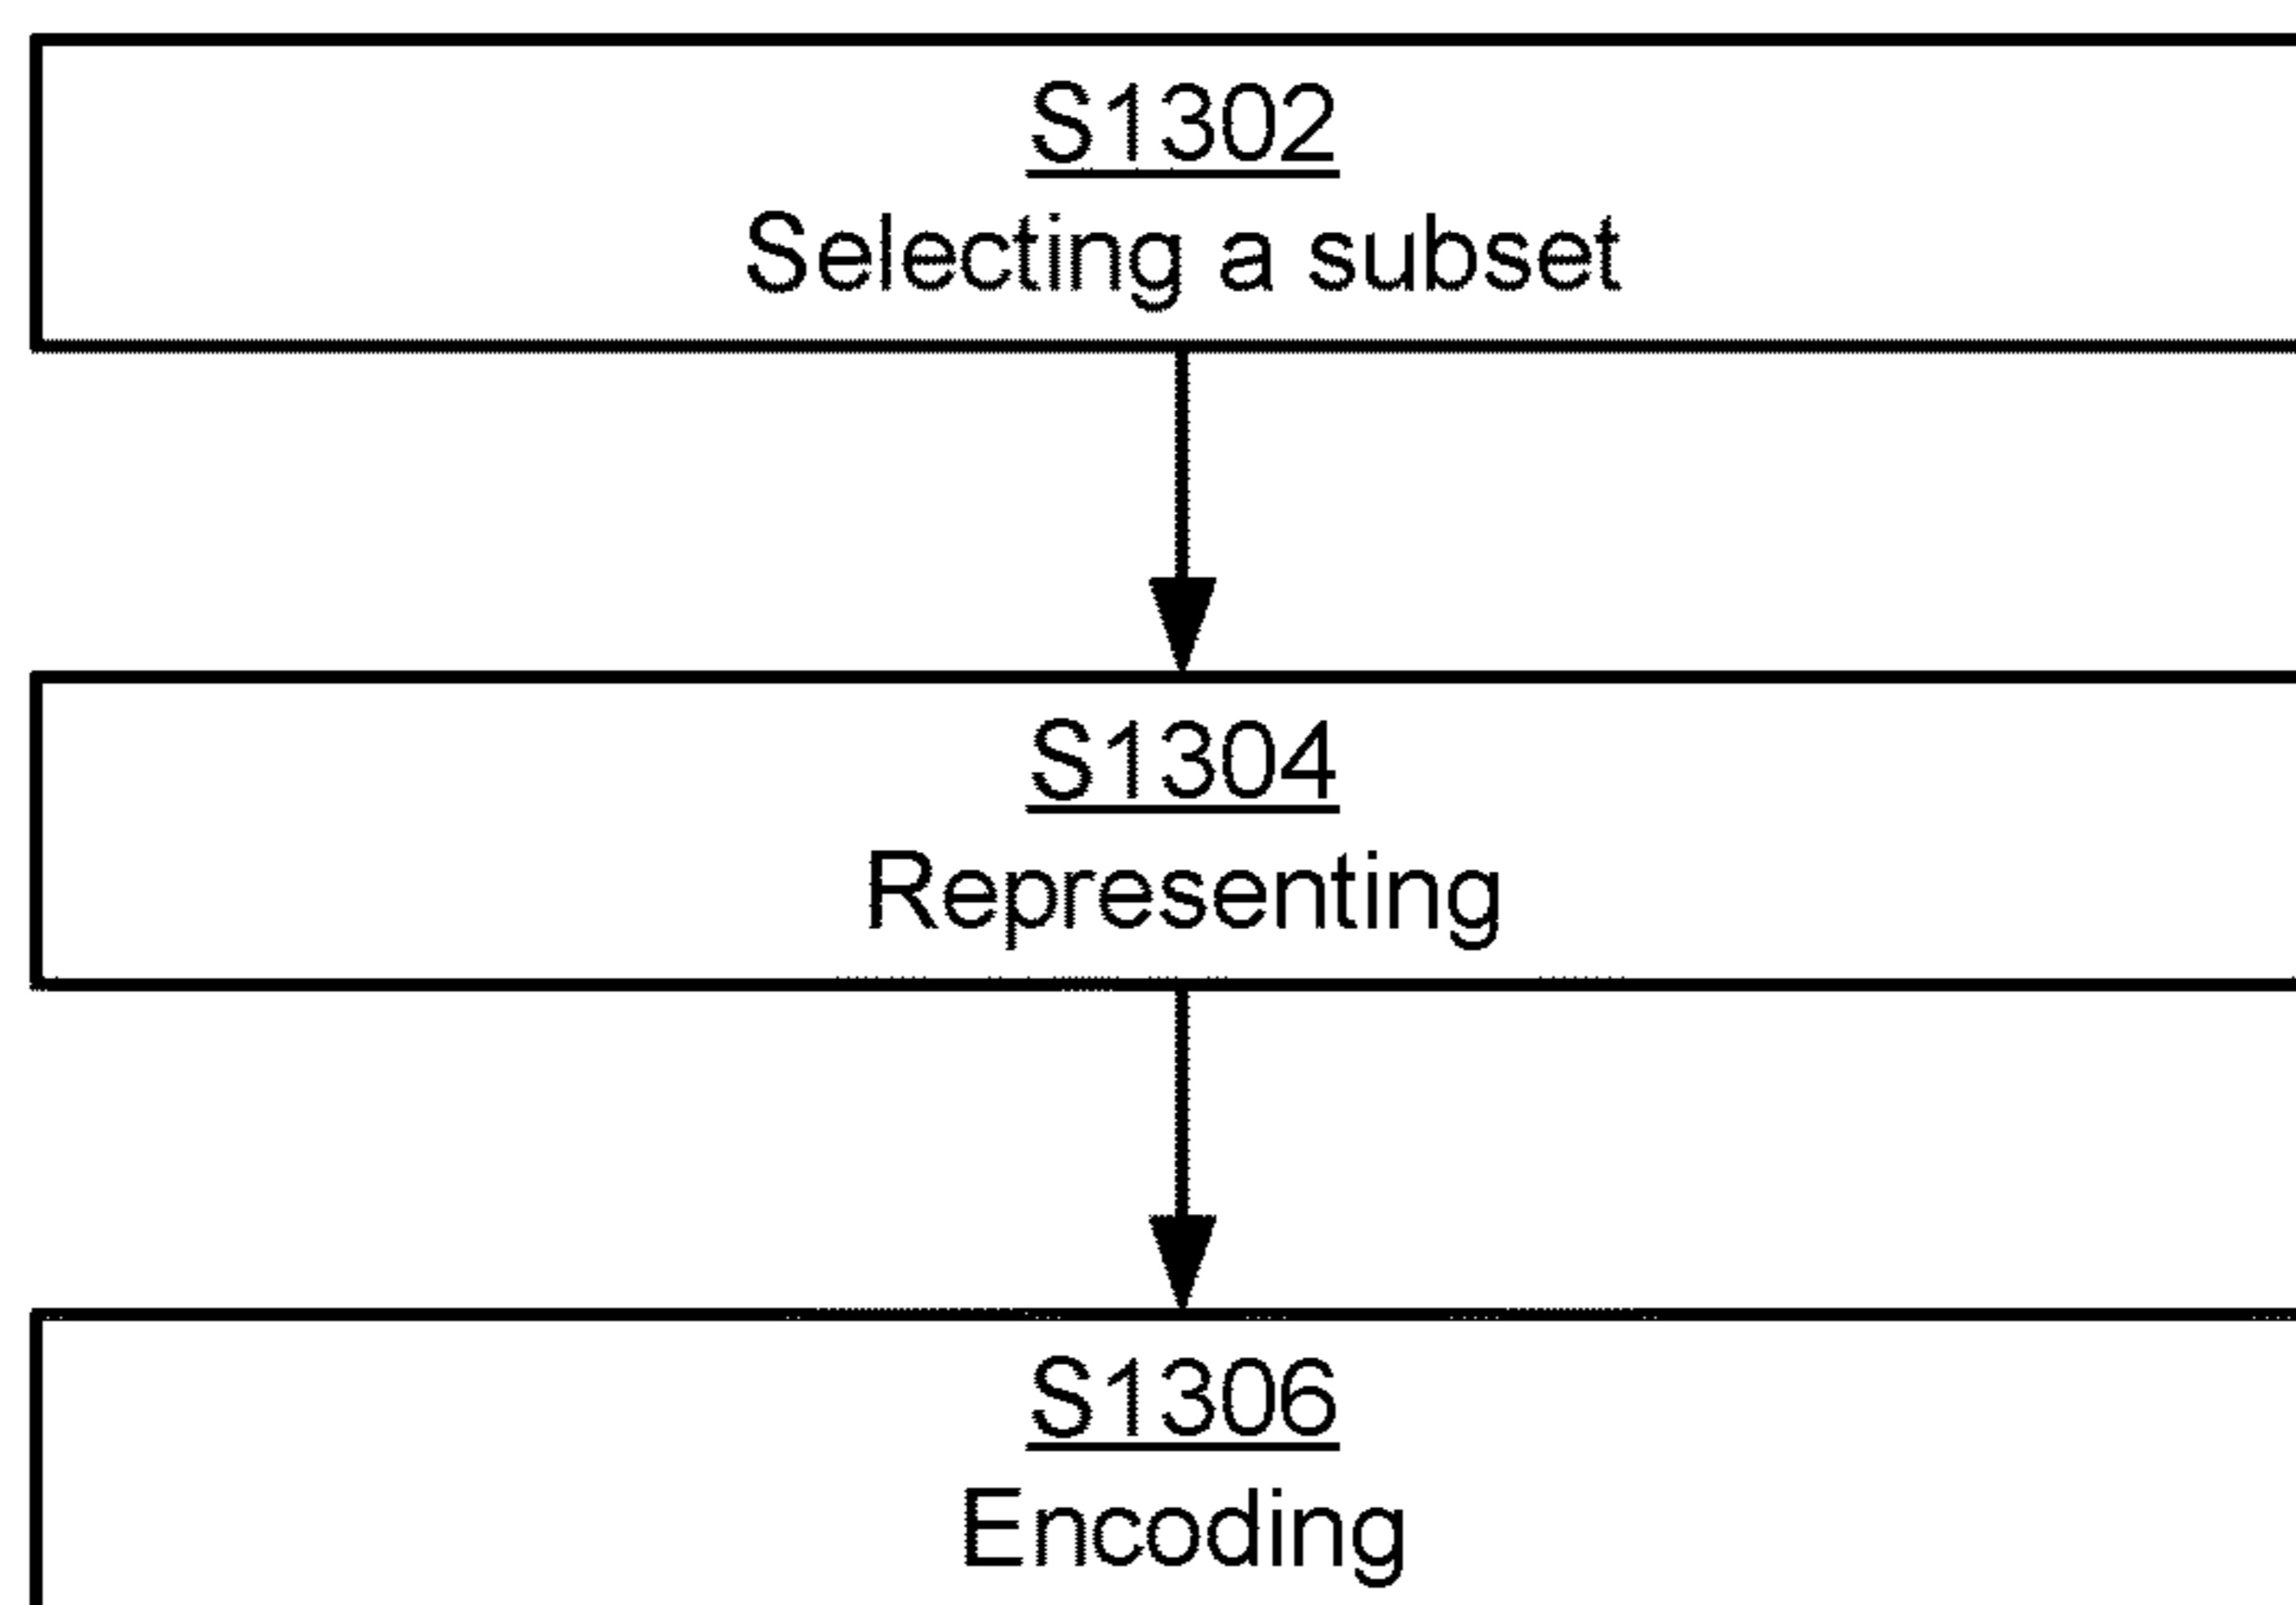 S1302
Selecting a subset
S1304
Representing
S1306
Encoding